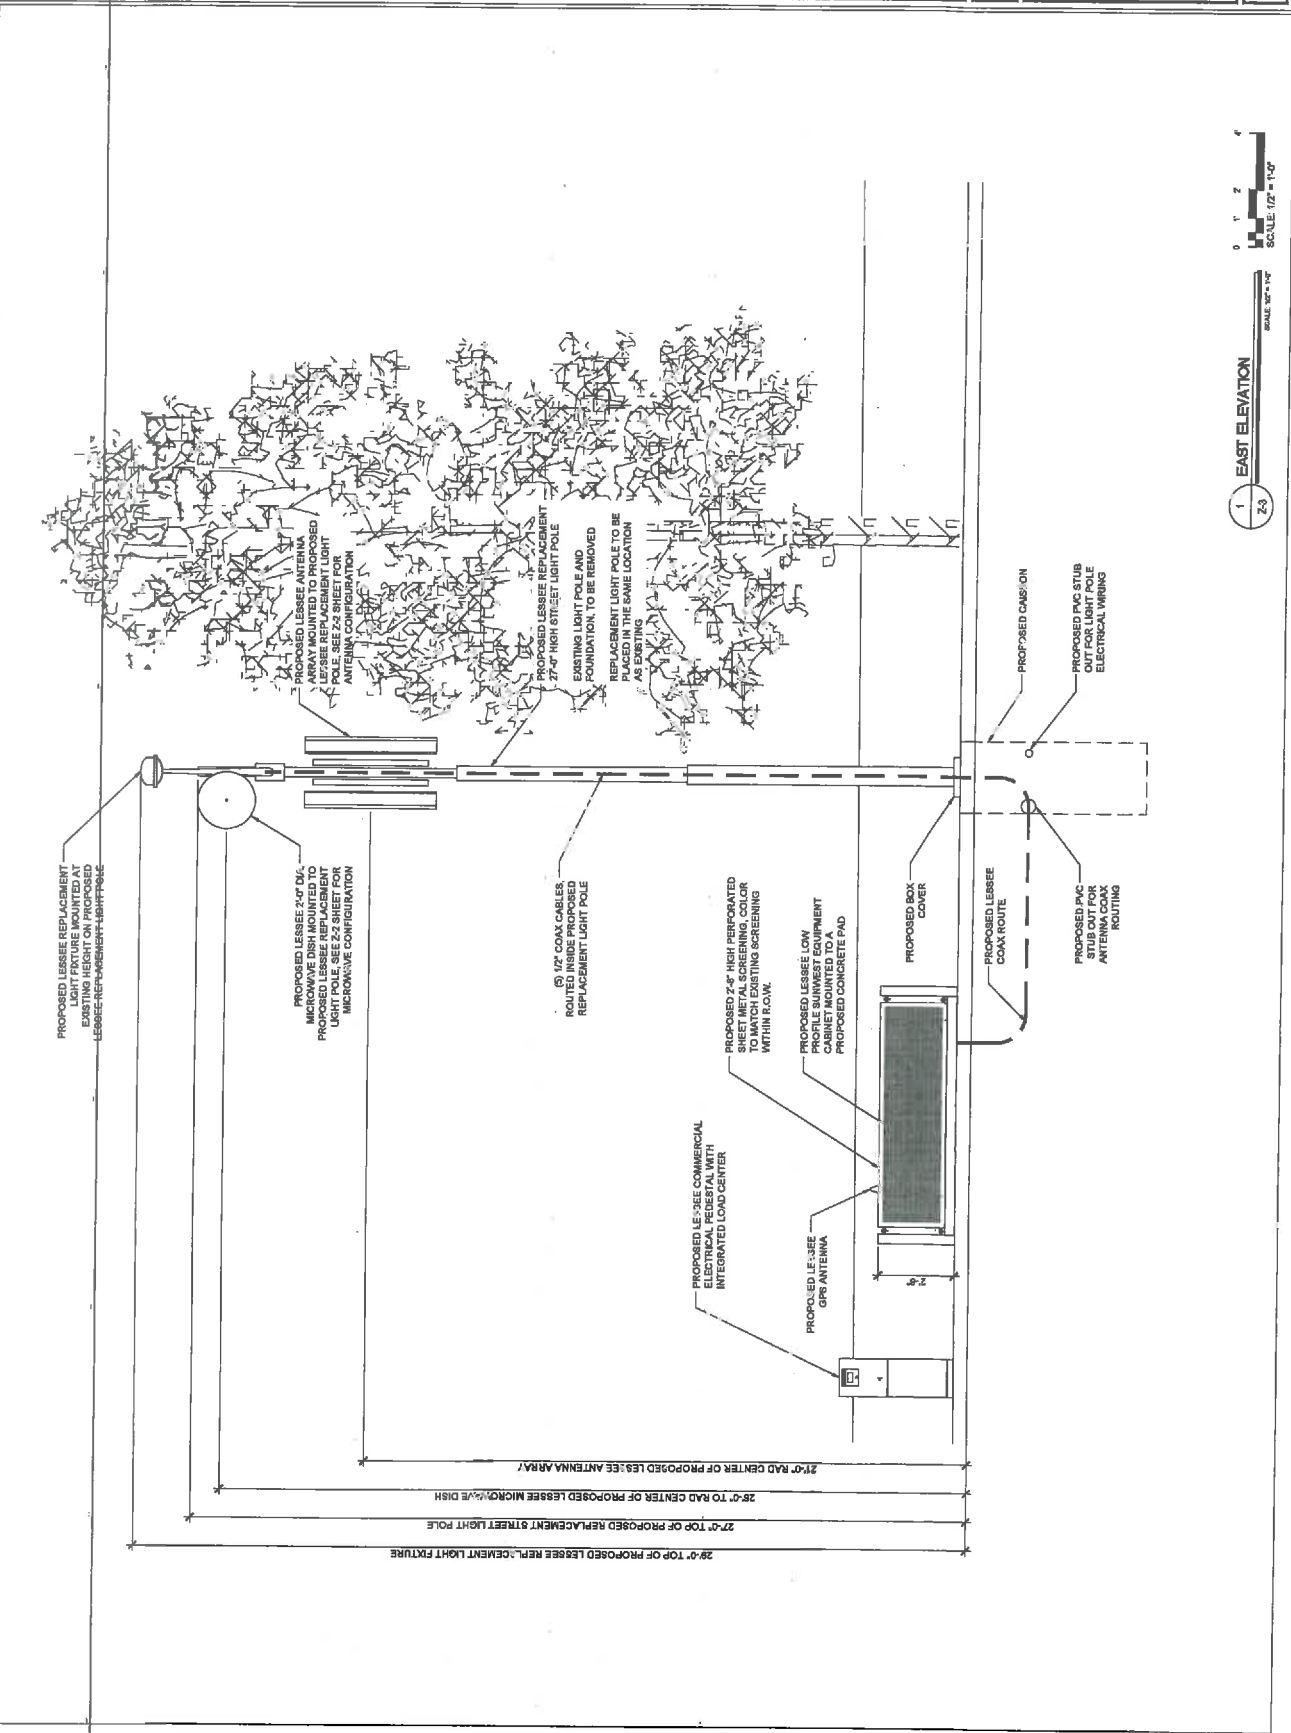 PROPOSED LESSEE REPLACEMENT
LIGHT FIXTURE MOUNTED AT
EXISTING HEIGHT ON PROPOSED
LESSEE REPLACEMENT LIGHT POLE
PROPOSED LESSEE 2'-0" DIA.
MICROWAVE DISH MOUNTED TO
PROPOSED LESSEE REPLACEMENT
LIGHT POLE, SEE Z-2 SHEET FOR
MICROWAVE CONFIGURATION
PROPOSED LESSEE ANTENNA
ARRAY MOUNTED TO PROPOSED
LESSEE REPLACEMENT LIGHT
POLE, SEE Z-2 SHEET FOR
ANTENNA CONFIGURATION
PROPOSED LESSEE REPLACEMENT
27'-0" HIGH STREET LIGHT POLE
EXISTING LIGHT POLE AND
FOUNDATION, TO BE REMOVED
REPLACEMENT LIGHT POLE TO BE
PLACED IN THE SAME LOCATION
AS EXISTING
(5) 1/2" COAX CABLES,
ROUTED INSIDE PROPOSED
REPLACEMENT LIGHT POLE
PROPOSED LESSEE COMMERCIAL
ELECTRICAL PEDESTAL WITH
INTEGRATED LOAD CENTER
PROPOSED 2'-6" HIGH PERFORATED
SHEET METAL SCREENING, COLOR
TO MATCH EXISTING SCREENING
WITHIN R.O.W.
PROPOSED LESSEE LOW
PROFILE SUNWEST EQUIPMENT
CABINET MOUNTED TO A
PROPOSED CONCRETE PAD
PROPOSED LESSEE
GPS ANTENNA
PROPOSED BOX
COVER
PROPOSED LESSEE
COAX ROUTE
PROPOSED PVC
STUB OUT FOR
ANTENNA COAX
ROUTING
PROPOSED CAISSON
PROPOSED PVC STUB
OUT FOR LIGHT POLE
ELECTRICAL WIRING
2'-6"
29'-0" TOP OF PROPOSED LESSEE REPLACEMENT LIGHT FIXTURE
27'-0" TOP OF PROPOSED REPLACEMENT STREET LIGHT POLE
TO RAD CENTER OF PROPOSED LESSEE MICROWAVE DISH
21'-0" RAD CENTER OF PROPOSED LESSEE ANTENNA ARRAY
1
Z-3
EAST ELEVATION
SCALE: 1/2" = 1'-0"
0 1' 2' 4'
SCALE: 1/2" = 1'-0"